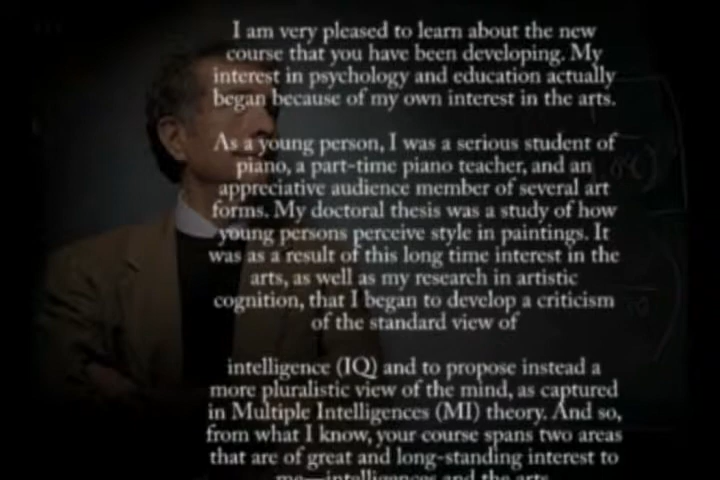 I am very pleased to learn about the new
course that you have been developing. My
interest in psychology and education actually
began because of my own interest in the arts.
As a young person, I was a serious student of
piano, a part-time piano teacher, and an
appreciative audience member of several art
forms. My doctoral thesis was a study of how
young persons perceive style in paintings. It
was as a result of this long time interest in the
arts, as well as my research in artistic
cognition, that I began to develop a criticism
of the standard view of
intelligence (IQ) and to propose instead a
more pluralistic view of the mind, as captured
in Multiple Intelligences (MI) theory. And so,
from what I know, your course spans two areas
that are of great and long-standing interest to
me—intelligences and the arts.